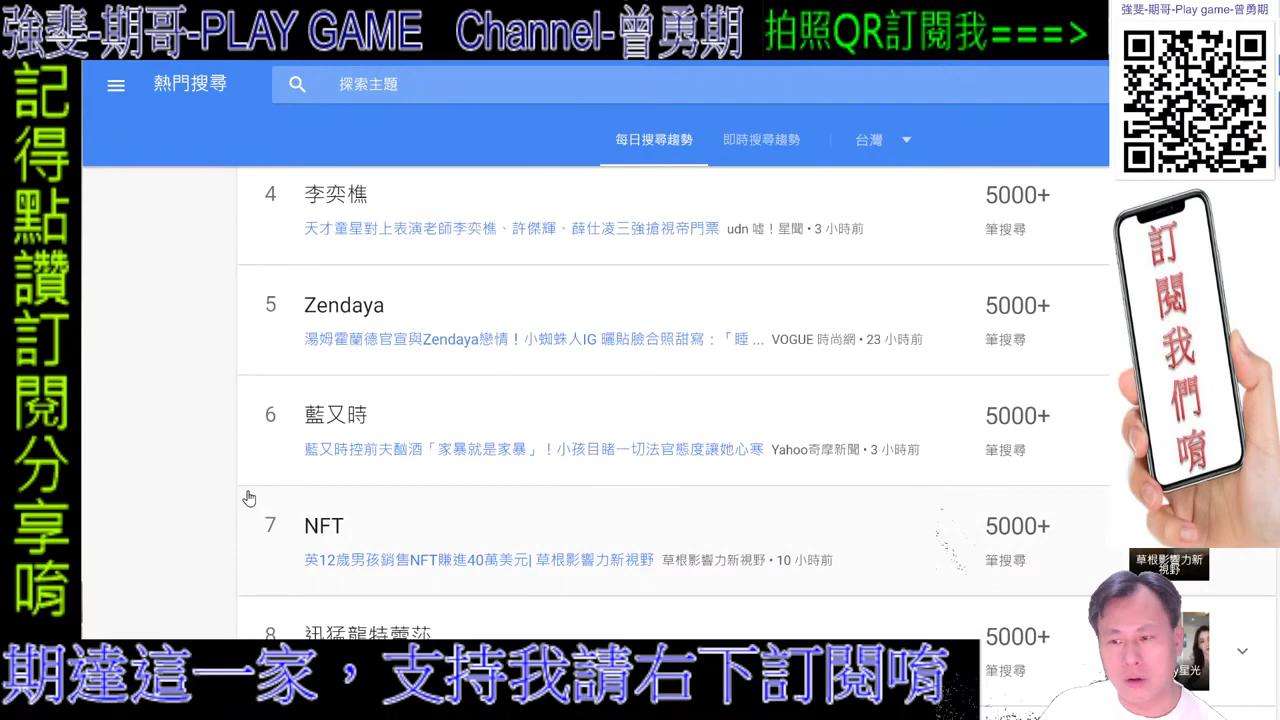 強斐-期哥-PLAY GAME Channel-曾勇期
拍照QR訂閱我===>
強斐-期哥-Play game-曾勇期
記得點讚訂閱分享唷
熱門搜尋
探索主題
每日搜尋趨勢
即時搜尋趨勢
台灣
4 李奕樵 5000+
天才童星對上表演老師李奕樵、許傑輝、薛仕凌三強搶視帝門票 udn 噓！星聞 • 3 小時前 筆搜尋
5 Zendaya 5000+
湯姆霍蘭德官宣與Zendaya戀情！小蜘蛛人IG 曬貼臉合照甜寫：「睡 ... VOGUE 時尚網 • 23 小時前 筆搜尋
6 藍又時 5000+
藍又時控前夫酗酒「家暴就是家暴」！小孩目睹一切法官態度讓她心寒 Yahoo奇摩新聞 • 3 小時前 筆搜尋
7 NFT 5000+
英12歲男孩銷售NFT賺進40萬美元| 草根影響力新視野 草根影響力新視野 • 10 小時前 筆搜尋
草根影響力新
視野
8 迅猛龍特蕾莎 5000+
筆搜尋
y星光
訂閱我們唷
期達這一家，支持我請右下訂閱唷